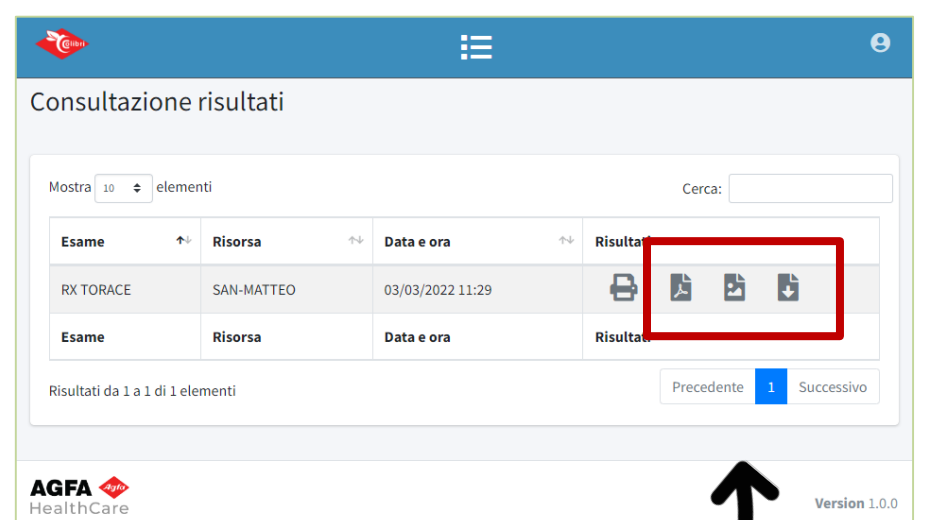 Colibri
Consultazione risultati
Mostra 10 elementi
Cerca:
Esame Risorsa Data e ora Risultati
RX TORACE SAN-MATTEO 03/03/2022 11:29
Esame Risorsa Data e ora Risultati
Risultati da 1 a 1 di 1 elementi
Precedente 1 Successivo
AGFA Agfa
HealthCare
Version 1.0.0